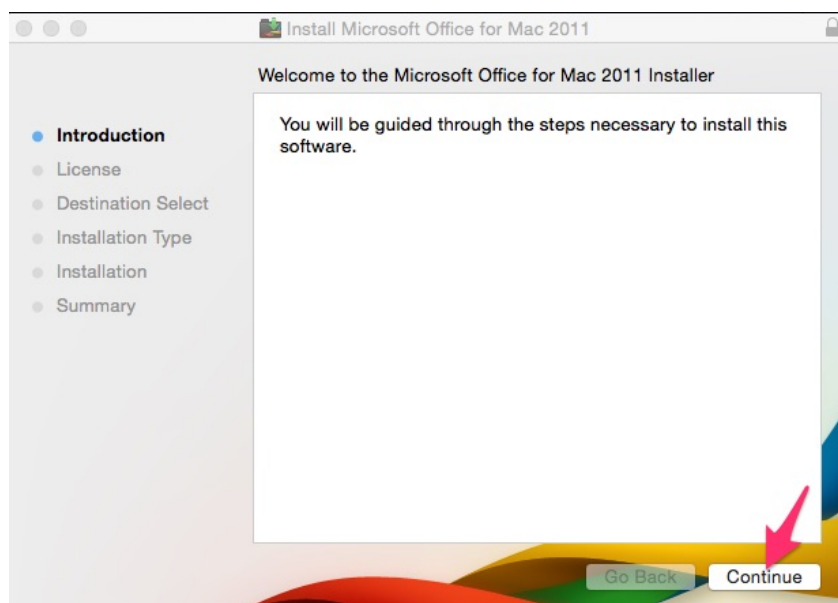 Install Microsoft Office for Mac 2011
Welcome to the Microsoft Office for Mac 2011 Installer
Introduction
License
Destination Select
Installation Type
Installation
Summary
You will be guided through the steps necessary to install this
software.
Go Back
Continue